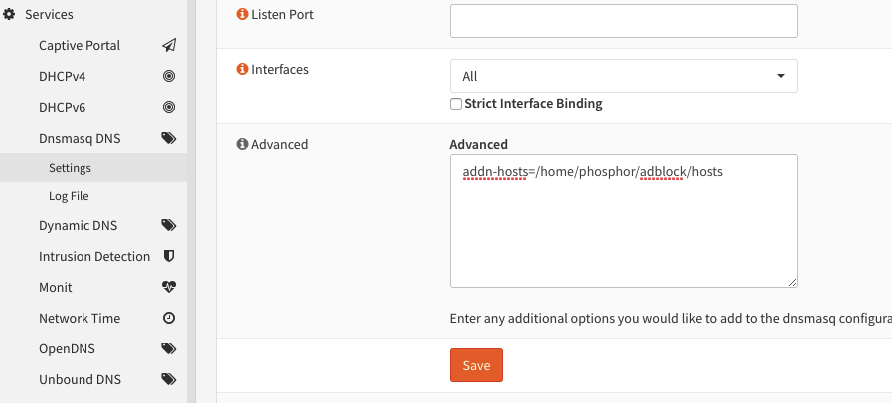 Services
Captive Portal
DHCPv4
DHCPv6
Dnsmasq DNS
Settings
Log File
Dynamic DNS
Intrusion Detection
Monit
Network Time
OpenDNS
Unbound DNS
Listen Port
Interfaces
All
Strict Interface Binding
Advanced
Advanced
addn-hosts=/home/phosphor/adblock/hosts
Enter any additional options you would like to add to the dnsmasq configura
Save